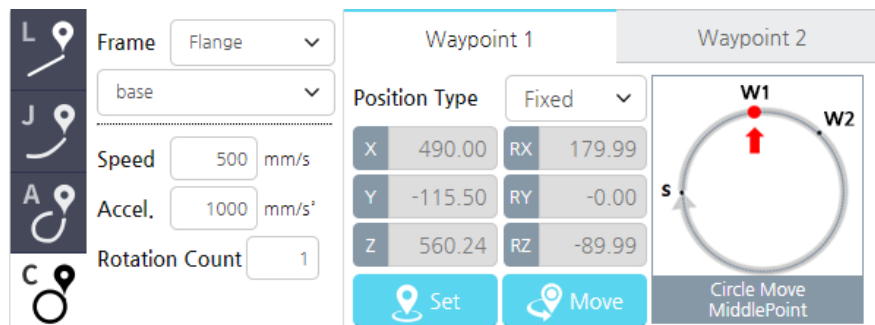 L
J
A
C
Frame Flange
base
Speed 500 mm/s
Accel. 1000 mm/s²
Rotation Count 1
Waypoint 1 Waypoint 2
Position Type Fixed
X 490.00 RX 179.99
Y -115.50 RY -0.00
Z 560.24 RZ -89.99
Set Move
W1
W2
S
Circle Move
MiddlePoint